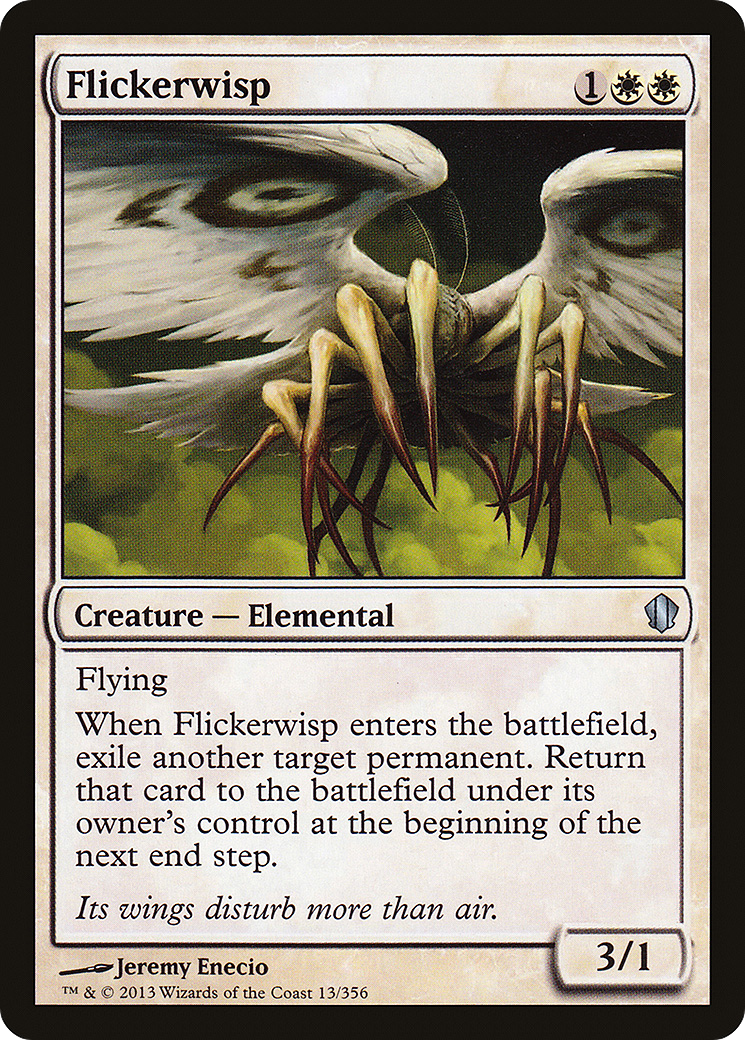 Flickerwisp 1
Creature — Elemental
Flying
When Flickerwisp enters the battlefield,
exile another target permanent. Return
that card to the battlefield under its
owner's control at the beginning of the
next end step.
Its wings disturb more than air.
3/1
Jeremy Enecio
™ & © 2013 Wizards of the Coast 13/356